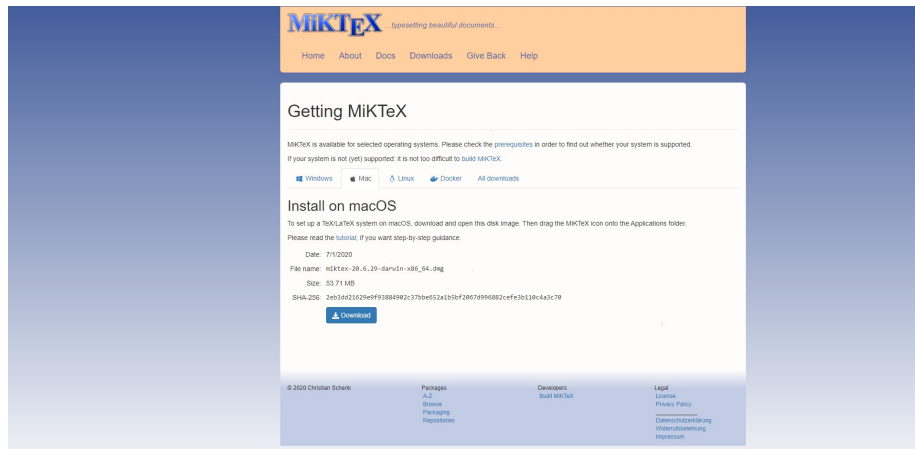 MiKTeX ...typesetting beautiful documents...
Home About Docs Downloads Give Back Help
Getting MiKTeX
MiKTeX is available for selected operating systems. Please check the prerequisites in order to find out whether your system is supported.
If your system is not (yet) supported: it is not too difficult to build MiKTeX.
Windows Mac Linux Docker All downloads
Install on macOS
To set up a TeX/LaTeX system on macOS, download and open this disk image. Then drag the MiKTeX icon onto the Applications folder.
Please read the tutorial, if you want step-by-step guidance.
Date: 7/1/2020
File name: miktex-20.6.29-darwin-x86_64.dmg
Size: 53.71 MB
SHA-256: 2eb3dd21629e9f93884902c37bbe652a1b5bf2067d996882cefe3b110c4a3c70
Download
© 2020 Christian Schenk
Packages
A-Z
Browse
Packaging
Repositories
Developers
Build MiKTeX
Legal
License
Privacy Policy
Datenschutzerklärung
Widerrufsbelehrung
Impressum